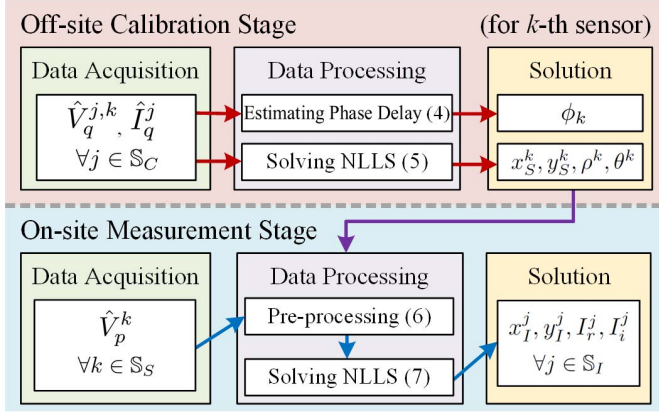 Off-site Calibration Stage (for k-th sensor)
Data Acquisition
V̂_q^{j,k}, Î_q^j
∀j ∈ 𝕊_C
Data Processing
Estimating Phase Delay (4)
Solving NLLS (5)
Solution
ϕ_k
x_S^k, y_S^k, ρ^k, θ^k
On-site Measurement Stage
Data Acquisition
V̂_p^k
∀k ∈ 𝕊_S
Data Processing
Pre-processing (6)
Solving NLLS (7)
Solution
x_I^j, y_I^j, I_r^j, I_i^j
∀j ∈ 𝕊_I